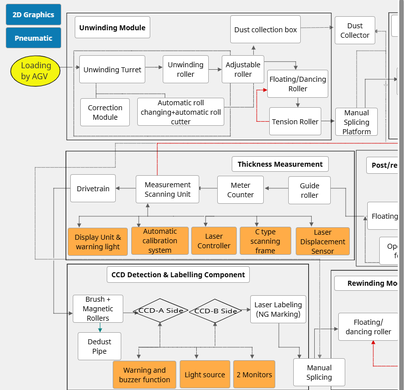 2D Graphics
Pneumatic
Loading
by AGV
Unwinding Module
Dust collection box
Dust
Collector
Unwinding Turret
Unwinding
roller
Adjustable
roller
Floating/Dancing
Roller
Correction
Module
Automatic roll
changing+automatic roll
cutter
Tension Roller
Manual
Splicing
Platform
Thickness Measurement
Post/re
Drivetrain
Measurement
Scanning Unit
Meter
Counter
Guide
roller
Floating
Display Unit &
warning light
Automatic
calibration
system
Laser
Controller
C type
scanning
frame
Laser
Displacement
Sensor
Op
fo
CCD Detection & Labelling Component
Rewinding Mo
Brush +
Magnetic
Rollers
CCD-A Side
CCD-B Side
Laser Labeling
(NG Marking)
Floating/
dancing roller
Dedust
Pipe
Warning and
buzzer function
Light source
2 Monitors
Manual
Splicing